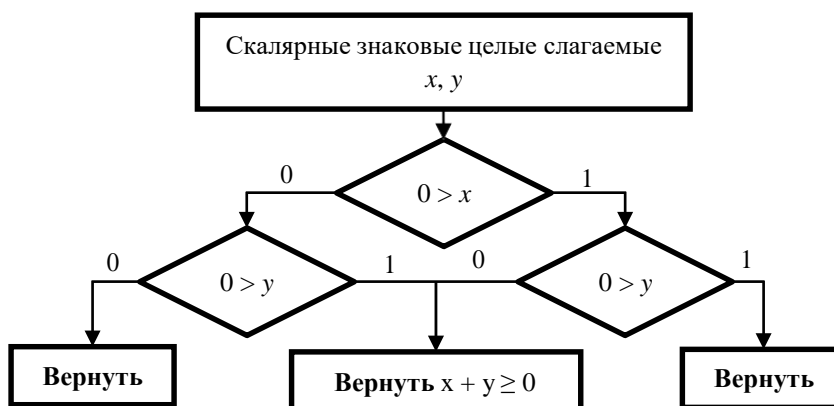 Скалярные знаковые целые слагаемые
x, y
0
0 > x
1
0
0 > y
1
0
0 > y
1
Вернуть
Вернуть x + y ≥ 0
Вернуть